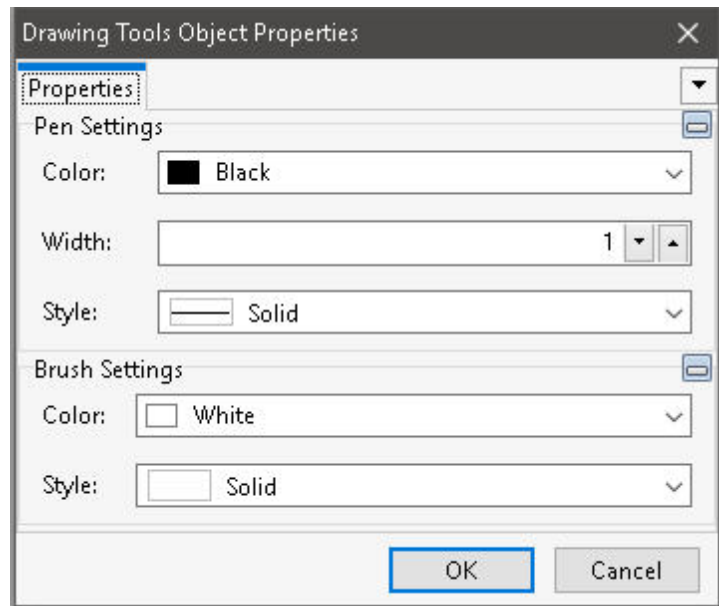 Drawing Tools Object Properties
Properties
Pen Settings
Color: Black
Width: 1
Style: Solid
Brush Settings
Color: White
Style: Solid
OK Cancel